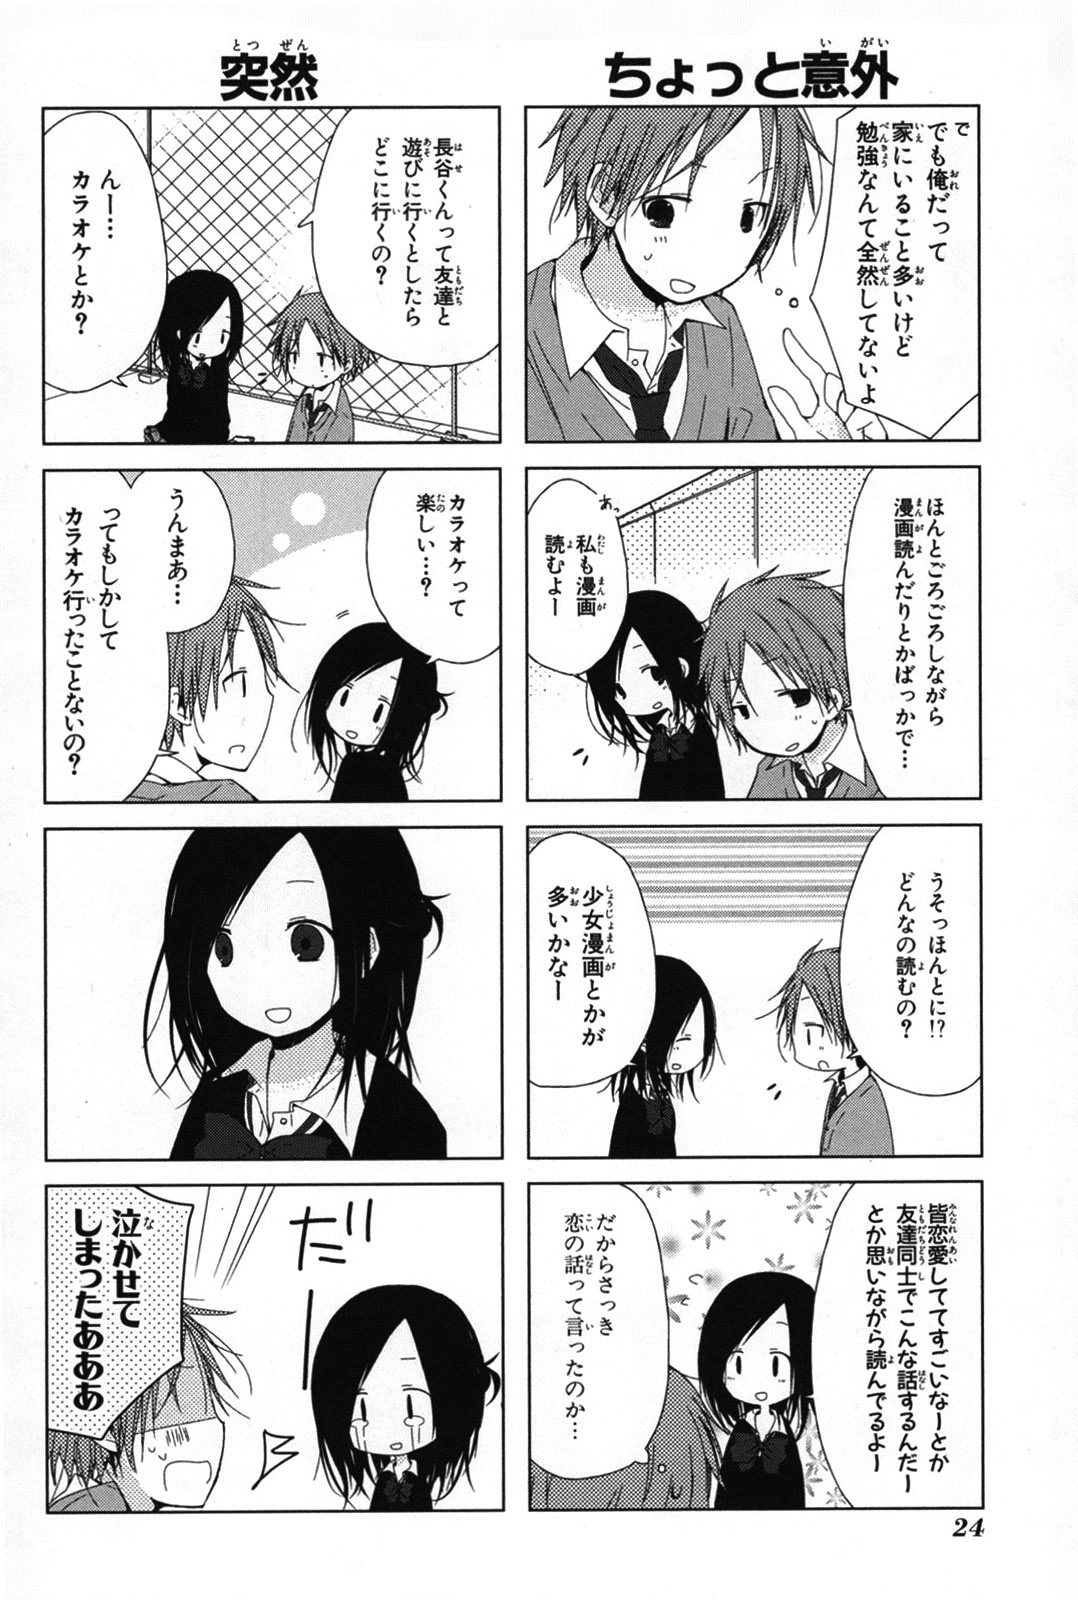 ちょっと意外
で
でも俺だって
家にいること多いけど
勉強なんて全然してないよ
ほんとごろごろしながら
漫画読んだりとかばっかで…
あっ
私も漫画
読むよー
うそっほんとに!?
どんなの読むの?
少女漫画とかが
多いかなー
皆恋愛しててすごいなーとか
友達同士でこんな話するんだー
とか思いながら読んでるよー
だからさっき
恋の話って言ったのか…
突然
長谷くんって友達と
遊びに行くとしたら
どこに行くの?
んー…
カラオケとか?
カラオケって
楽しい…?
うんまあ…
ってもしかして
カラオケ行ったことないの?
だー
泣かせて
しまったあああ
24